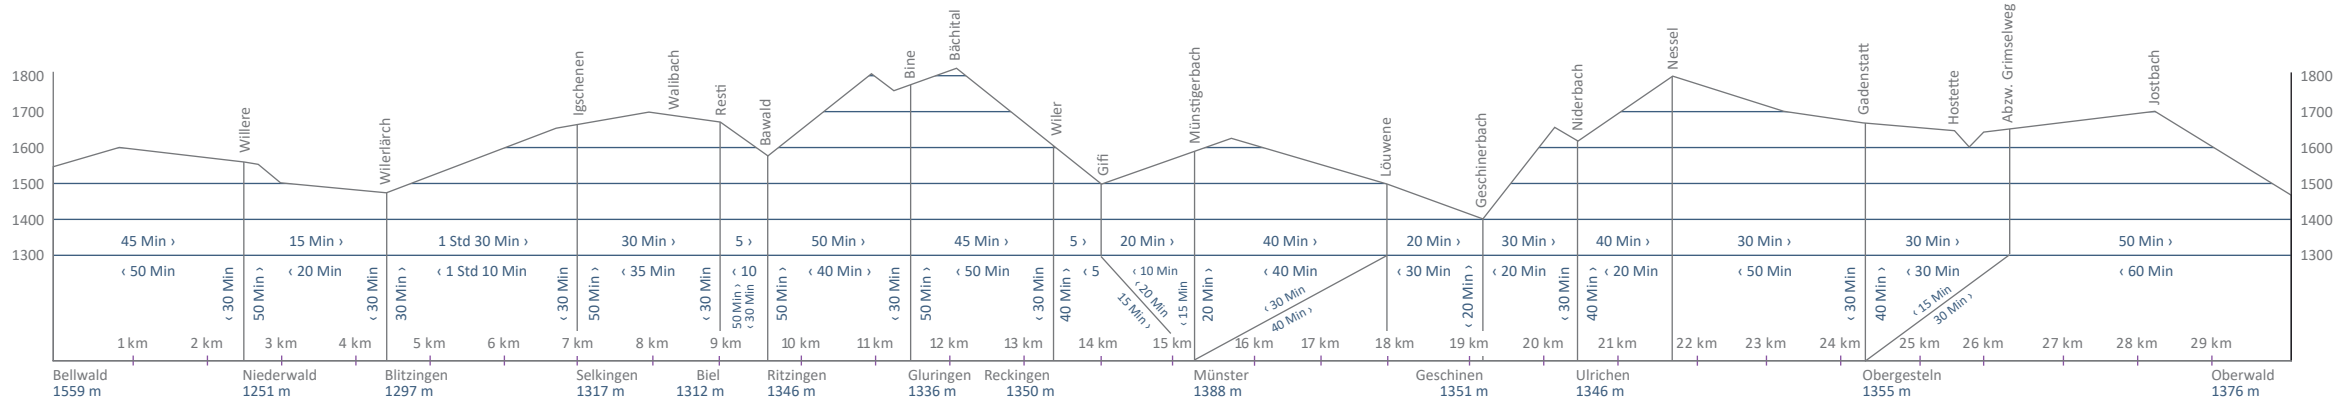 Willere
Wilerlärch
Igschenen
Wallbach
Resti
Bawald
Bine
Bächital
Wiler
Gifi
Münstigerbach
Löuwene
Geschinerbach
Niderbach
Nessel
Gadenstatt
Hostette
Abzw. Grimselweg
Jostbach
1800 1800
1700 1700
1600 1600
1500 1500
1400 1400
45 Min › 15 Min › 1 Std 30 Min › 30 Min › 5 › 50 Min › 45 Min › 5 › 20 Min › 40 Min › 20 Min › 30 Min › 40 Min › 30 Min › 30 Min › 50 Min ›
1300 1300
‹ 50 Min ‹ 20 Min ‹ 1 Std 10 Min ‹ 35 Min ‹ 10 ‹ 40 Min › ‹ 50 Min ‹ 5 ‹ 10 Min ‹ 40 Min ‹ 30 Min ‹ 20 Min ‹ 20 Min ‹ 50 Min ‹ 30 Min ‹ 60 Min
‹ 30 Min
50 Min ›
‹ 30 Min
30 Min ›
‹ 30 Min
50 Min ›
‹ 30 Min
50 Min ›
‹ 30 Min
50 Min ›
‹ 30 Min
50 Min ›
‹ 30 Min
40 Min ›
‹ 20 Min
15 Min ›
‹ 15 Min
20 Min ›
‹ 30 Min
40 Min ›
‹ 20 Min ›
‹ 30 Min
40 Min ›
‹ 30 Min
40 Min ›
‹ 15 Min
30 Min ›
1 km 2 km 3 km 4 km 5 km 6 km 7 km 8 km 9 km 10 km 11 km 12 km 13 km 14 km 15 km 16 km 17 km 18 km 19 km 20 km 21 km 22 km 23 km 24 km 25 km 26 km 27 km 28 km 29 km
Bellwald Niederwald Blitzingen Selkingen Biel Ritzingen Gluringen Reckingen Münster Geschinen Ulrichen Obergesteln Oberwald
1559 m 1251 m 1297 m 1317 m 1312 m 1346 m 1336 m 1350 m 1388 m 1351 m 1346 m 1355 m 1376 m